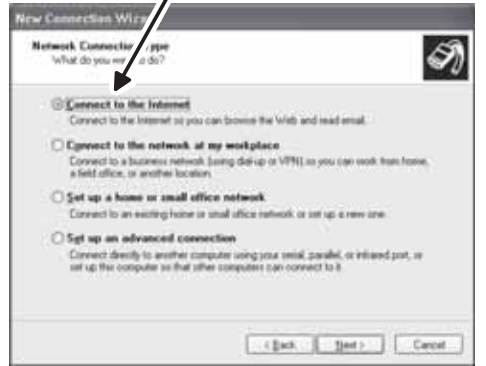 New Connection Wizard
Network Connection Type
What do you want to do?
Connect to the Internet
Connect to the Internet so you can browse the Web and read email.
Connect to the network at my workplace
Connect to a business network (using dial-up or VPN) so you can work from home,
a field office, or another location.
Set up a home or small office network
Connect to an existing home or small office network or set up a new one.
Set up an advanced connection
Connect directly to another computer using your serial, parallel, or infrared port, or
set up this computer so that other computers can connect to it.
< Back Next > Cancel